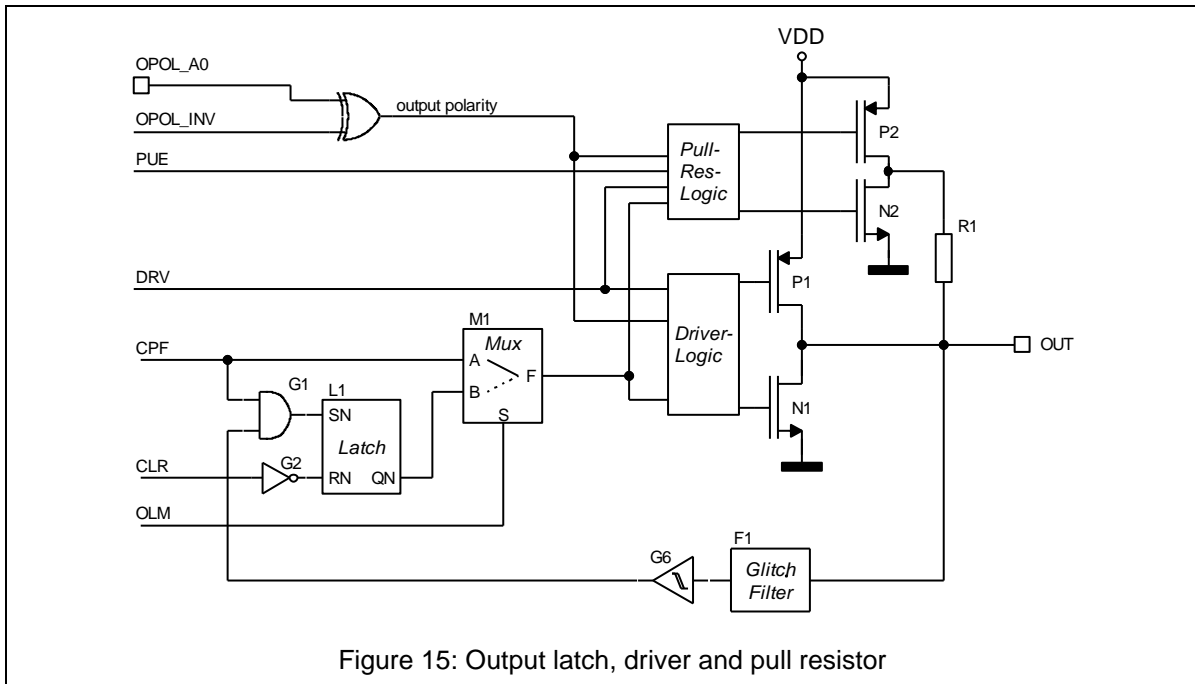 VDD
OPOL_A0
output polarity
OPOL_INV
P2
PUE
Pull-
Res-
Logic
N2
R1
DRV
P1
M1
Mux
Driver-
Logic
CPF
A
F
OUT
B
G1
L1
SN
S
N1
Latch
CLR
G2
RN
QN
OLM
G6
F1
Glitch
Filter
Figure 15: Output latch, driver and pull resistor